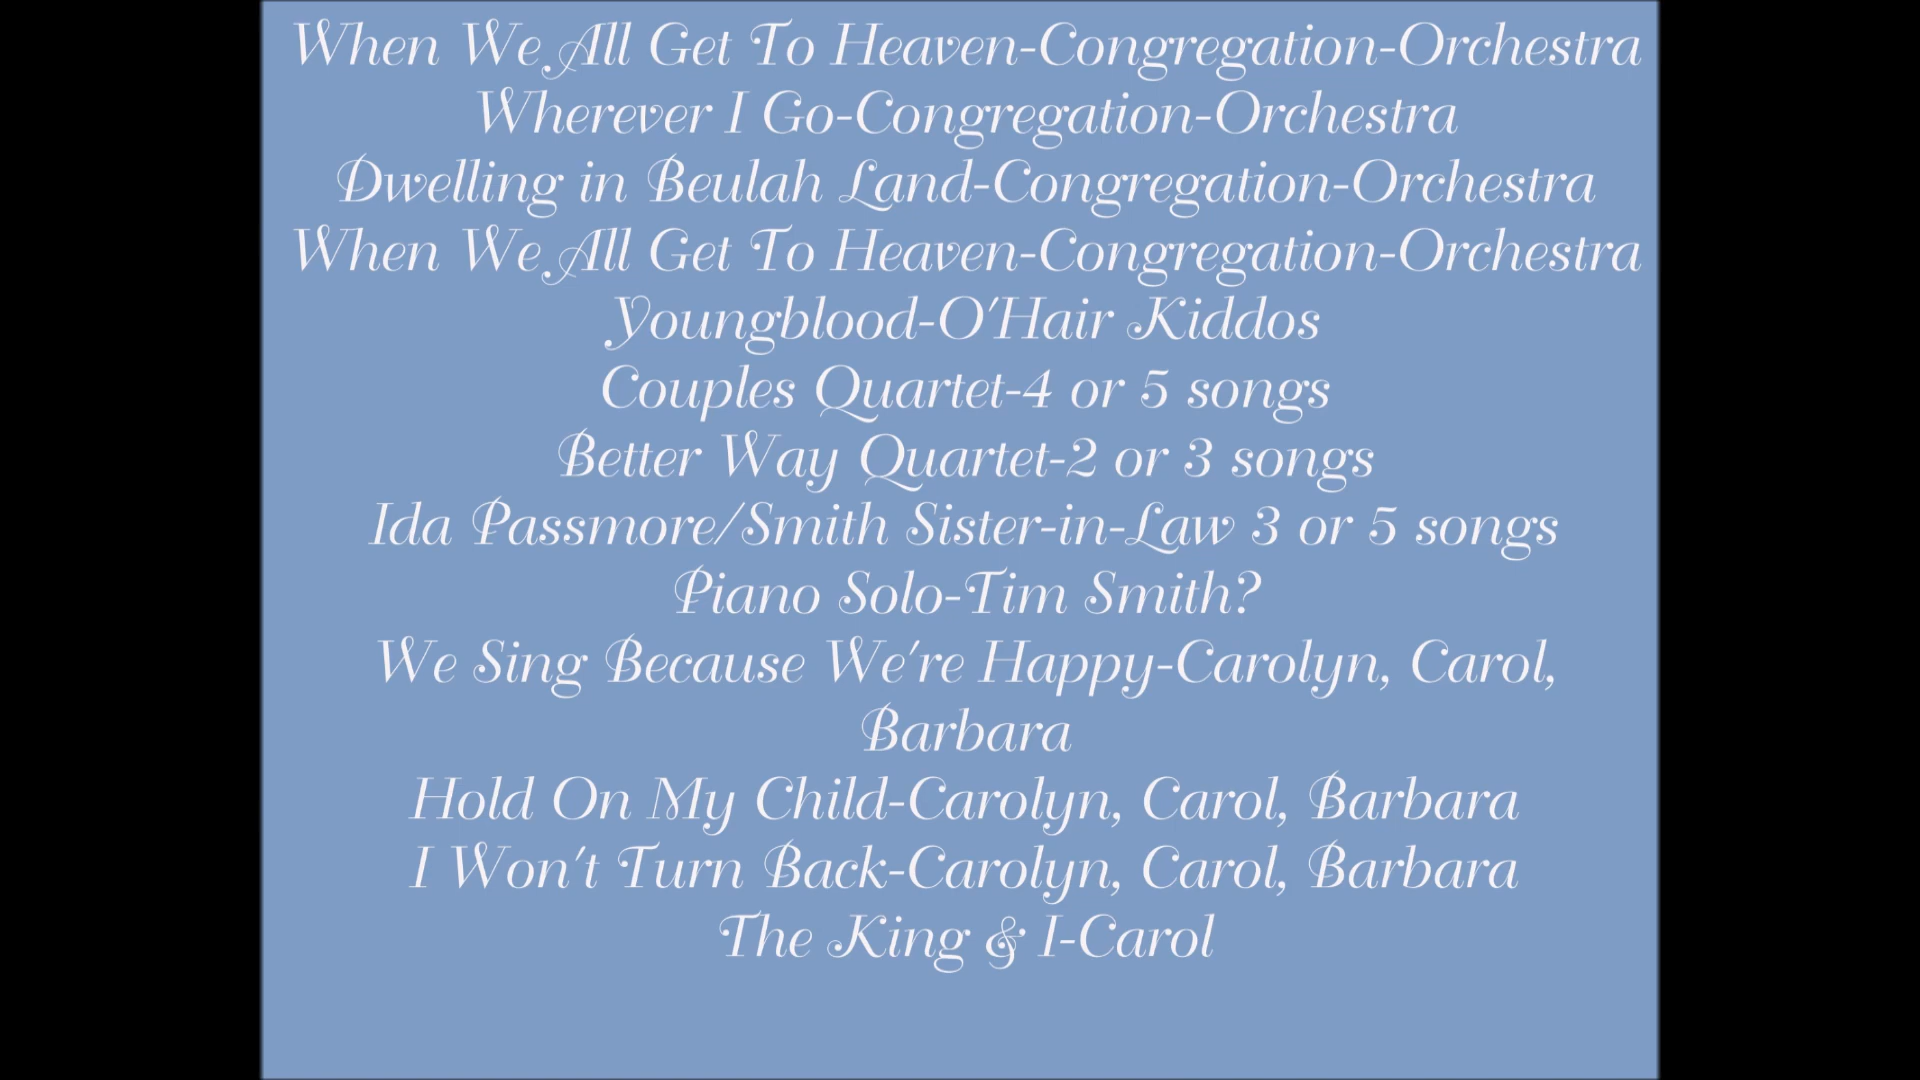 When We All Get To Heaven-Congregation-Orchestra
Wherever I Go-Congregation-Orchestra
Dwelling in Beulah Land-Congregation-Orchestra
When We All Get To Heaven-Congregation-Orchestra
Youngblood-O'Hair Kiddos
Couples Quartet-4 or 5 songs
Better Way Quartet-2 or 3 songs
Ida Passmore/Smith Sister-in-Law 3 or 5 songs
Piano Solo-Tim Smith?
We Sing Because We're Happy-Carolyn, Carol,
Barbara
Hold On My Child-Carolyn, Carol, Barbara
I Won't Turn Back-Carolyn, Carol, Barbara
The King & I-Carol